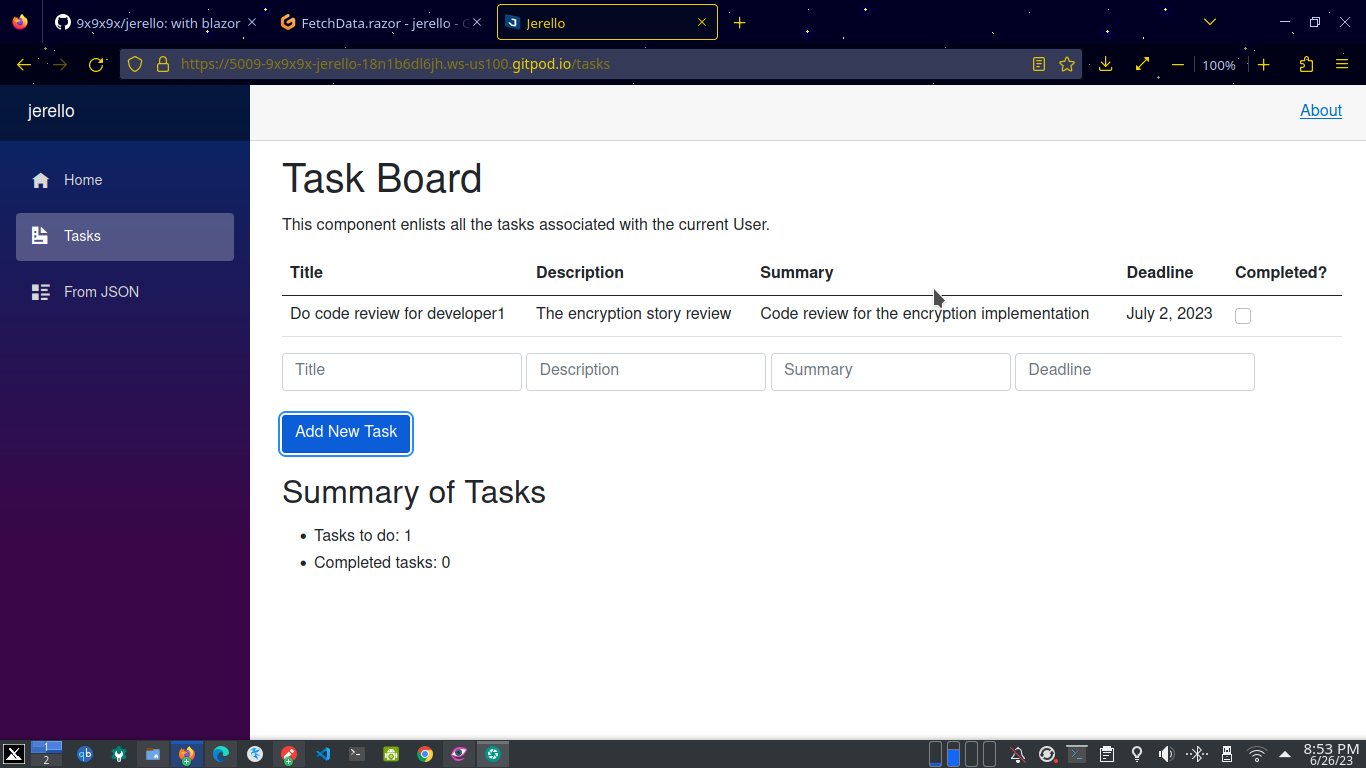 9x9x9x/jerello: with blazor
FetchData.razor - jerello -
Jerello
https://5009-9x9x9x-jerello-18n1b6dl6jh.ws-us100.gitpod.io/tasks
100%
jerello
About
Home
Tasks
From JSON
Task Board
This component enlists all the tasks associated with the current User.
Title Description Summary Deadline Completed?
Do code review for developer1 The encryption story review Code review for the encryption implementation July 2, 2023
Title Description Summary Deadline
Add New Task
Summary of Tasks
• Tasks to do: 1
• Completed tasks: 0
1
2
qb
8:53 PM
6/26/23